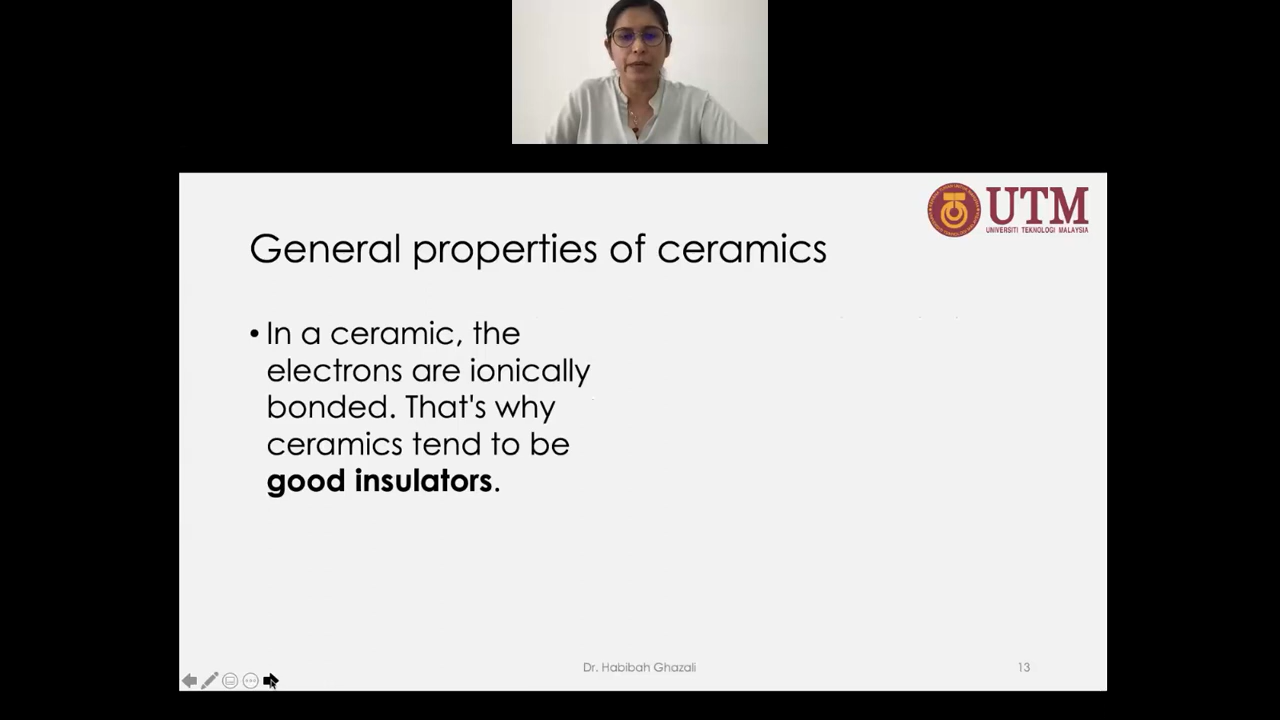 UTM
UNIVERSITI TEKNOLOGI MALAYSIA
General properties of ceramics
• In a ceramic, the
electrons are ionically
bonded. That's why
ceramics tend to be
good insulators.
Dr. Habibah Ghazali
13